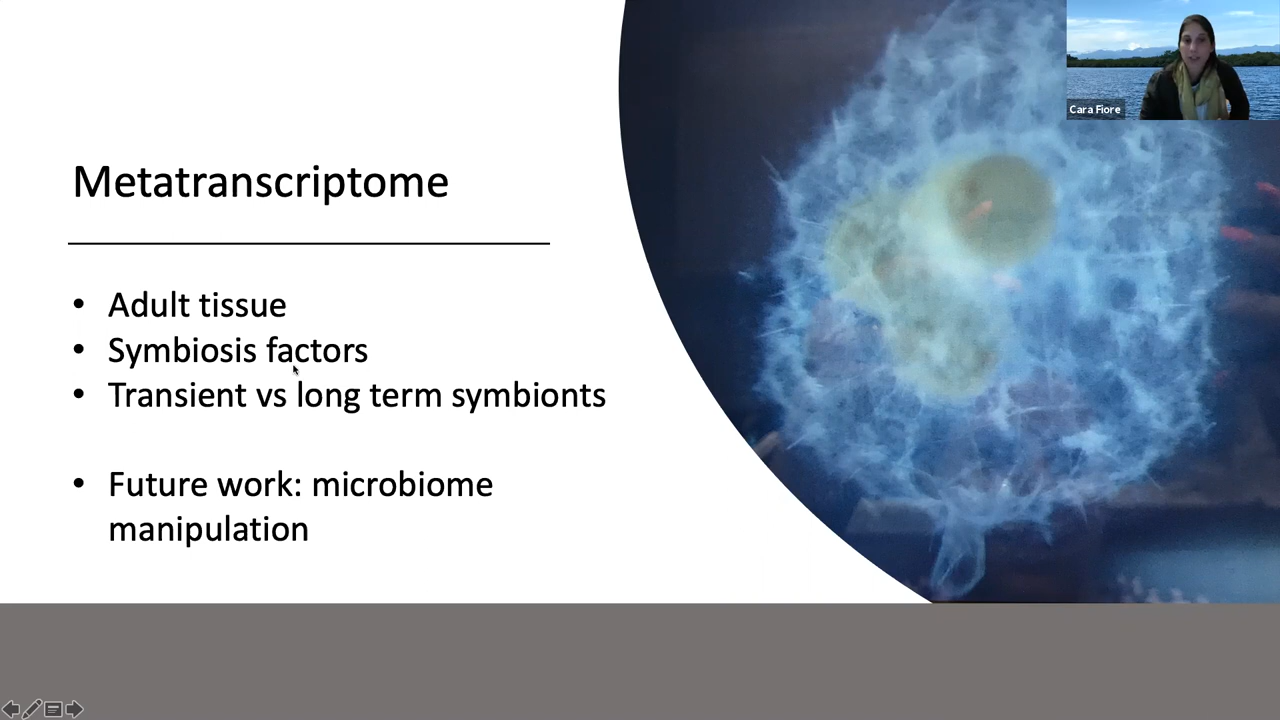 Cara Fiore
Metatranscriptome
• Adult tissue
• Symbiosis factors
• Transient vs long term symbionts
• Future work: microbiome
manipulation